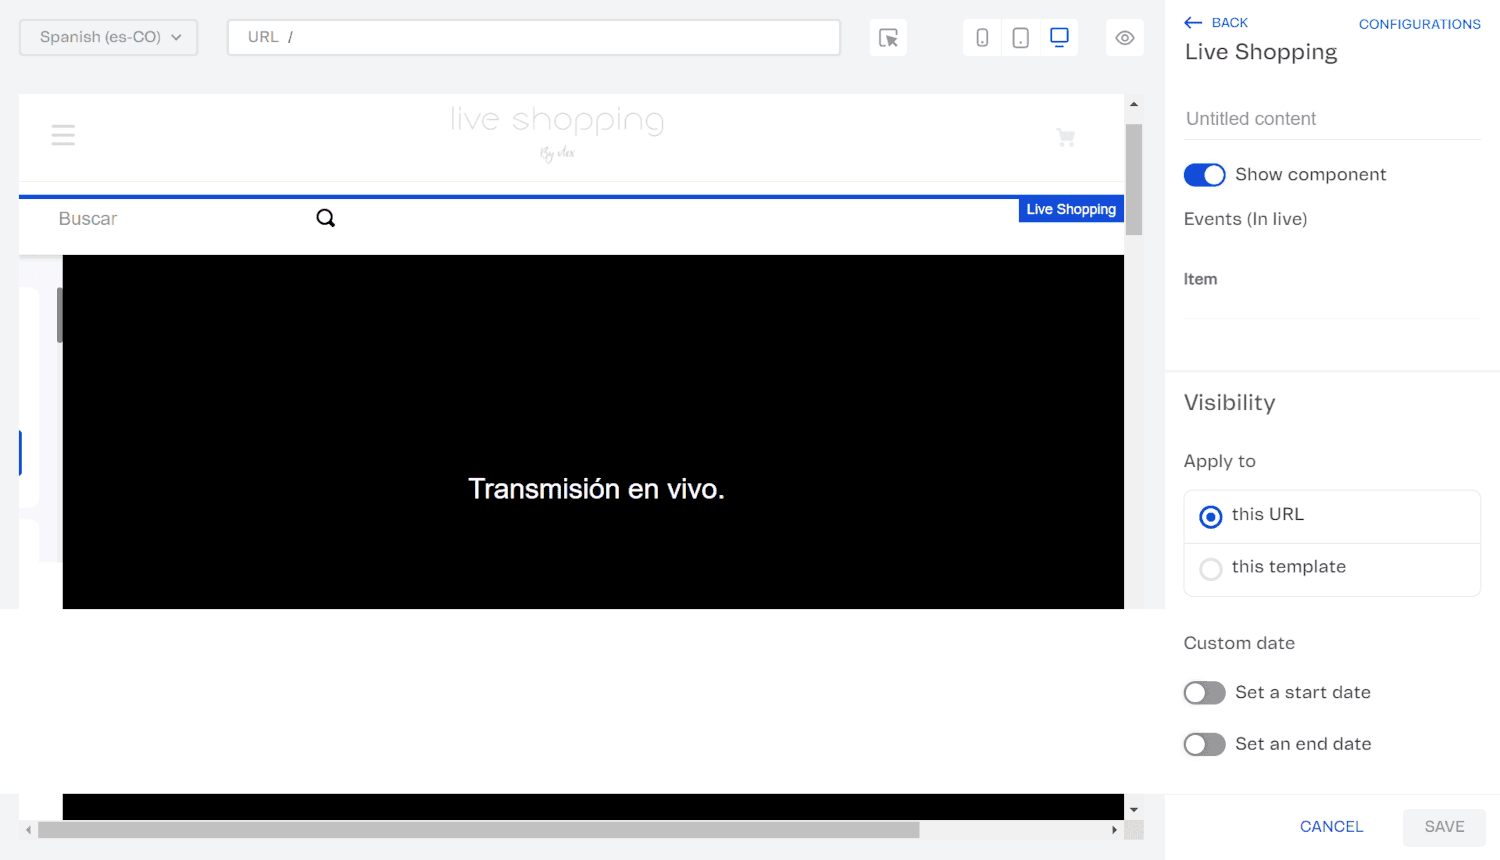 Spanish (es-CO)
URL /
BACK
CONFIGURATIONS
Live Shopping
live shopping
By vtex
Untitled content
Show component
Buscar
Live Shopping
Events (In live)
Item
Transmisión en vivo.
Visibility
Apply to
this URL
this template
Custom date
Set a start date
Set an end date
CANCEL
SAVE